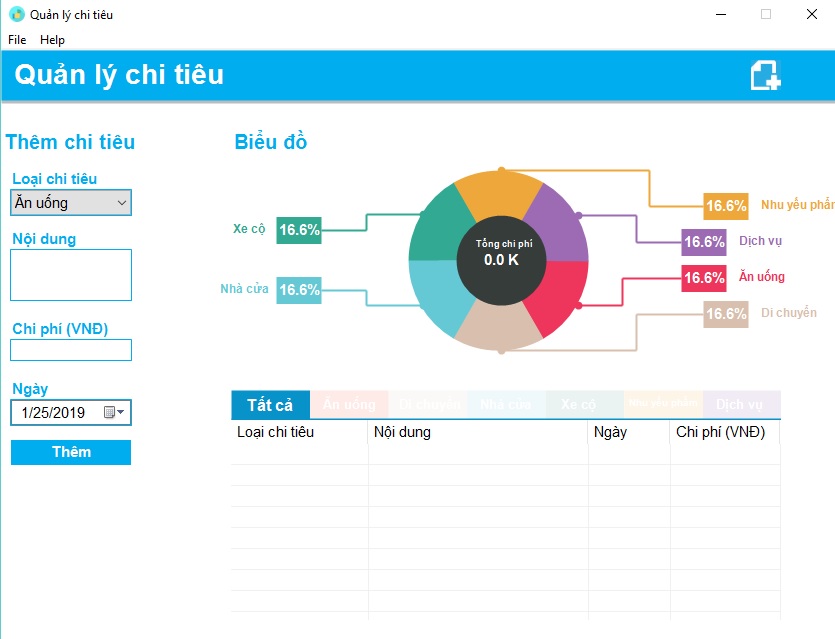 Quản lý chi tiêu
File Help
Quản lý chi tiêu
Thêm chi tiêu
Loại chi tiêu
Ăn uống
Nội dung
Chi phí (VNĐ)
Ngày
1/25/2019
Thêm
Biểu đồ
Xe cộ 16.6%
Nhà cửa 16.6%
Tổng chi phí
0.0 K
16.6% Nhu yếu phẩm
16.6% Dịch vụ
16.6% Ăn uống
16.6% Di chuyển
Tất cả Ăn uống Di chuyển Nhà cửa Xe cộ Nhu yếu phẩm Dịch vụ
Loại chi tiêu Nội dung Ngày Chi phí (VNĐ)